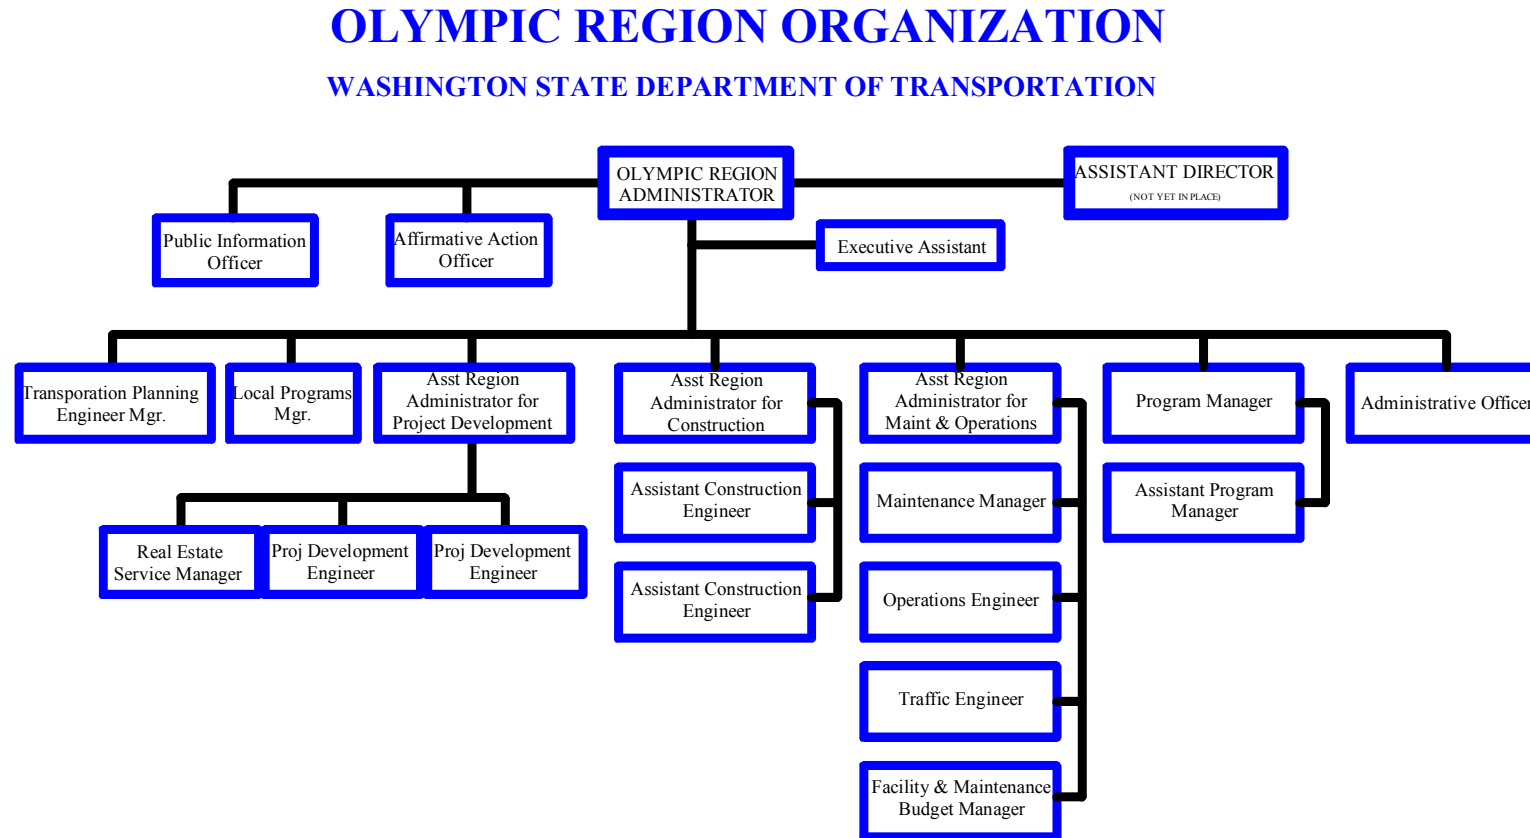 OLYMPIC REGION ORGANIZATION
WASHINGTON STATE DEPARTMENT OF TRANSPORTATION
OLYMPIC REGION
ADMINISTRATOR
ASSISTANT DIRECTOR
(NOT YET IN PLACE)
Public Information
Officer
Affirmative Action
Officer
Executive Assistant
Transporation Planning
Engineer Mgr.
Local Programs
Mgr.
Asst Region
Administrator for
Project Development
Asst Region
Administrator for
Construction
Asst Region
Administrator for
Maint & Operations
Program Manager
Administrative Officer
Assistant Construction
Engineer
Maintenance Manager
Assistant Program
Manager
Real Estate
Service Manager
Proj Development
Engineer
Proj Development
Engineer
Assistant Construction
Engineer
Operations Engineer
Traffic Engineer
Facility & Maintenance
Budget Manager